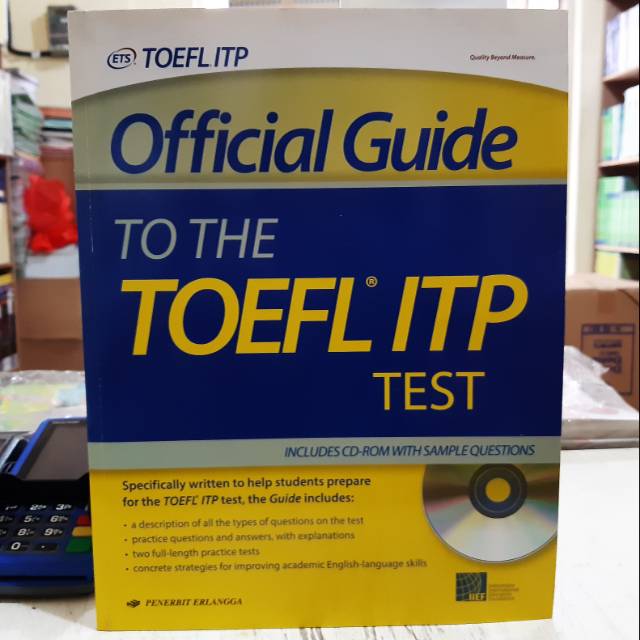 ETS TOEFL ITP
Quality Beyond Measure.
Official Guide
TO THE
TOEFL® ITP
TEST
INCLUDES CD-ROM WITH SAMPLE QUESTIONS
Specifically written to help students prepare
for the TOEFL® ITP test, the Guide includes:
• a description of all the types of questions on the test
• practice questions and answers, with explanations
• two full-length practice tests
• concrete strategies for improving academic English-language skills
PENERBIT ERLANGGA
IIEF